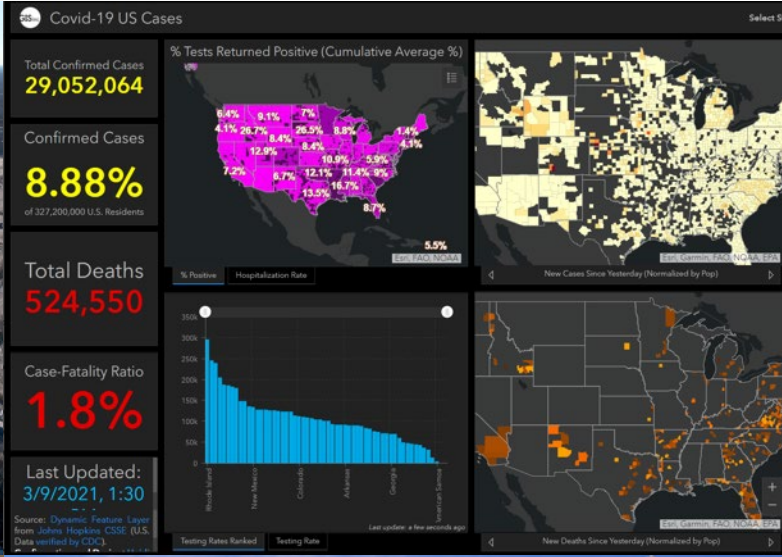 Covid-19 US Cases
Select S
Total Confirmed Cases
29,052,064
Confirmed Cases
8.88%
of 327,200,000 U.S. Residents
Total Deaths
524,550
Case-Fatality Ratio
1.8%
Last Updated:
3/9/2021, 1:30
Source: Dynamic Feature Layer
from Johns Hopkins CSSE (U.S.
Data verified by CDC).
% Tests Returned Positive (Cumulative Average %)
6.4% 9.1% 7%
4.1% 26.7% 26.5% 8.8% 1.4%
8.4% 8.4% 4.1%
12.9% 10.9% 5.9%
7.2% 6.7% 12.1% 11.4% 9%
13.5% 16.7%
8.7%
5.5%
Esri, FAO, NOAA
% Positive Hospitalization Rate
350k
300k
250k
200k
150k
100k
50k
0
Rhode Island
New Mexico
Colorado
Arkansas
Georgia
American Samoa
Last update: a few seconds ago
Testing Rates Ranked Testing Rate
Esri, Garmin, FAO, NOAA, EPA
New Cases Since Yesterday (Normalized by Pop)
+
−
Esri, Garmin, FAO, NOAA, EPA
New Deaths Since Yesterday (Normalized by Pop)